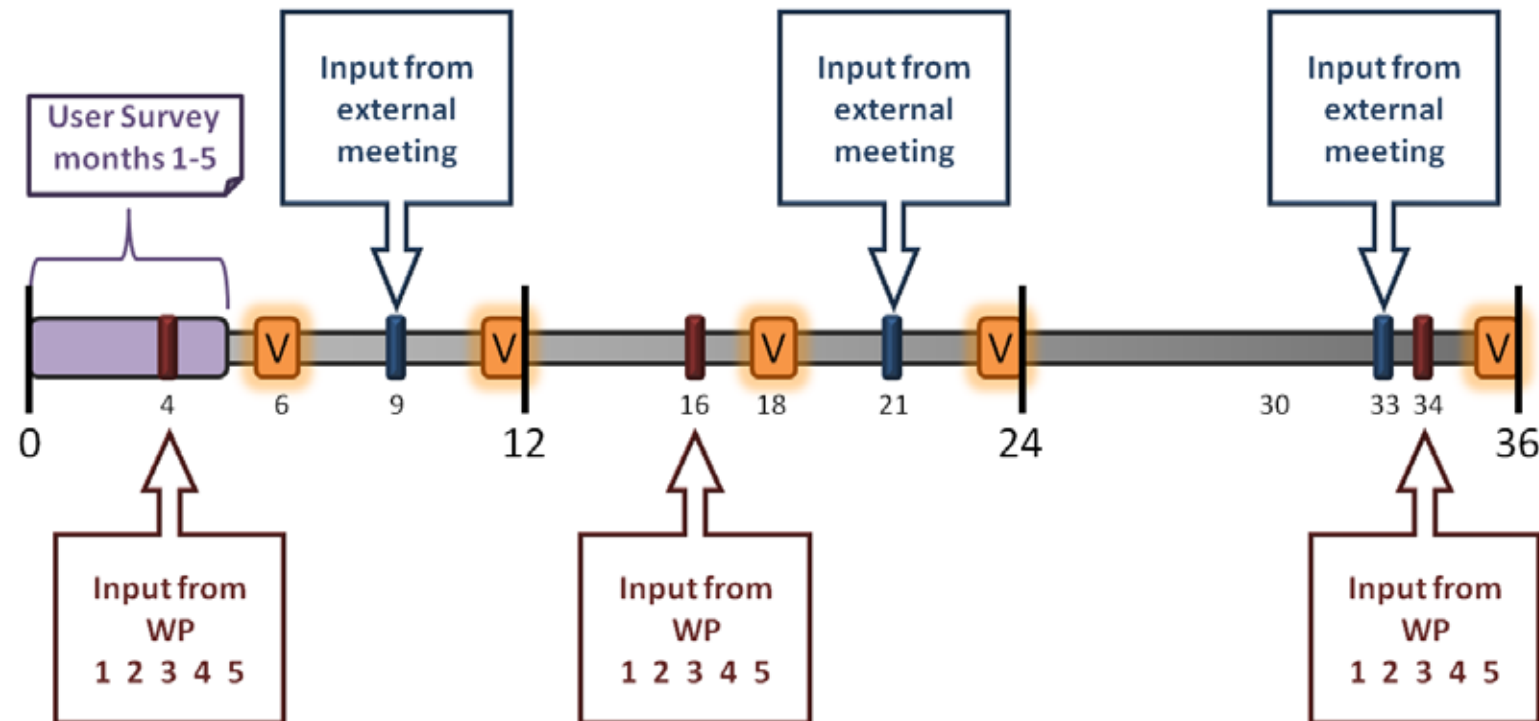 User Survey
months 1-5
Input from
external
meeting
Input from
external
meeting
Input from
external
meeting
V
V
V
V
V
4
6
9
16
18
21
30
33
34
0
12
24
36
Input from
WP
1 2 3 4 5
Input from
WP
1 2 3 4 5
Input from
WP
1 2 3 4 5